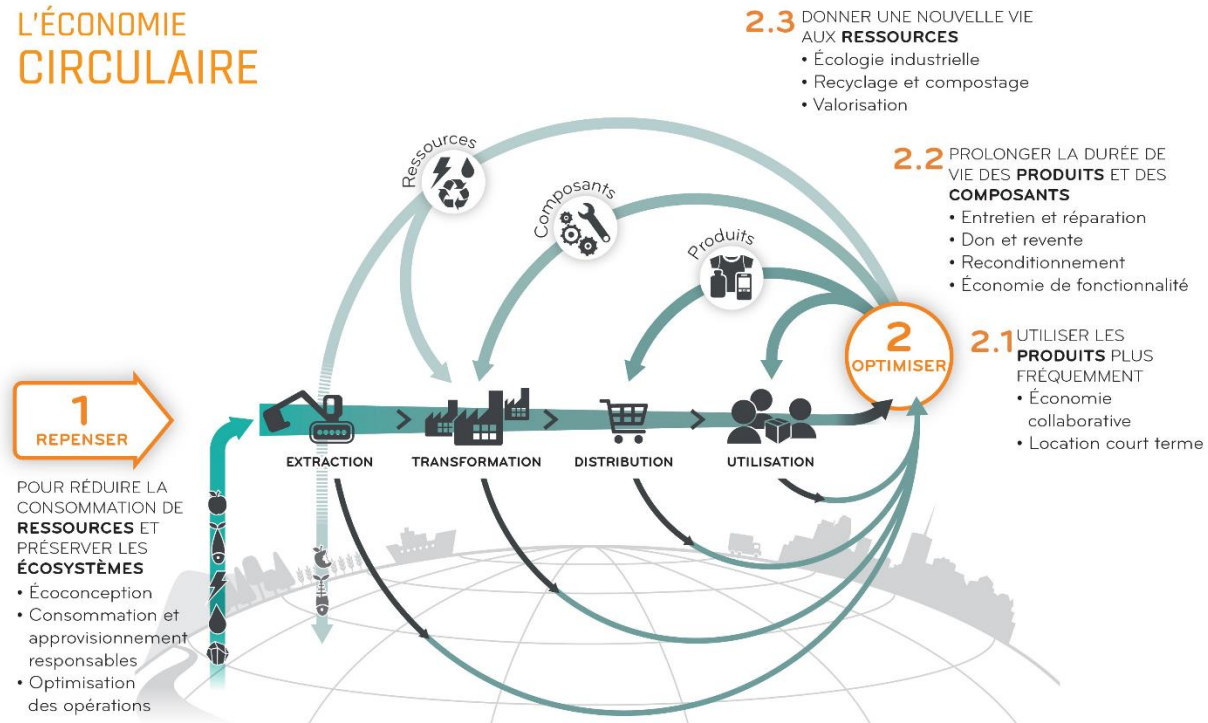 L'ÉCONOMIE
CIRCULAIRE
2.3 DONNER UNE NOUVELLE VIE
AUX RESSOURCES
• Écologie industrielle
• Recyclage et compostage
• Valorisation
2.2 PROLONGER LA DURÉE DE
VIE DES PRODUITS ET DES
COMPOSANTS
• Entretien et réparation
• Don et revente
• Reconditionnement
• Économie de fonctionnalité
2.1 UTILISER LES
PRODUITS PLUS
FRÉQUEMMENT
• Économie
collaborative
• Location court terme
Ressources
Composants
Produits
2
OPTIMISER
1
REPENSER
EXTRACTION
TRANSFORMATION
DISTRIBUTION
UTILISATION
POUR RÉDUIRE LA
CONSOMMATION DE
RESSOURCES ET
PRÉSERVER LES
ÉCOSYSTÈMES
• Écoconception
• Consommation et
approvisionnement
responsables
• Optimisation
des opérations